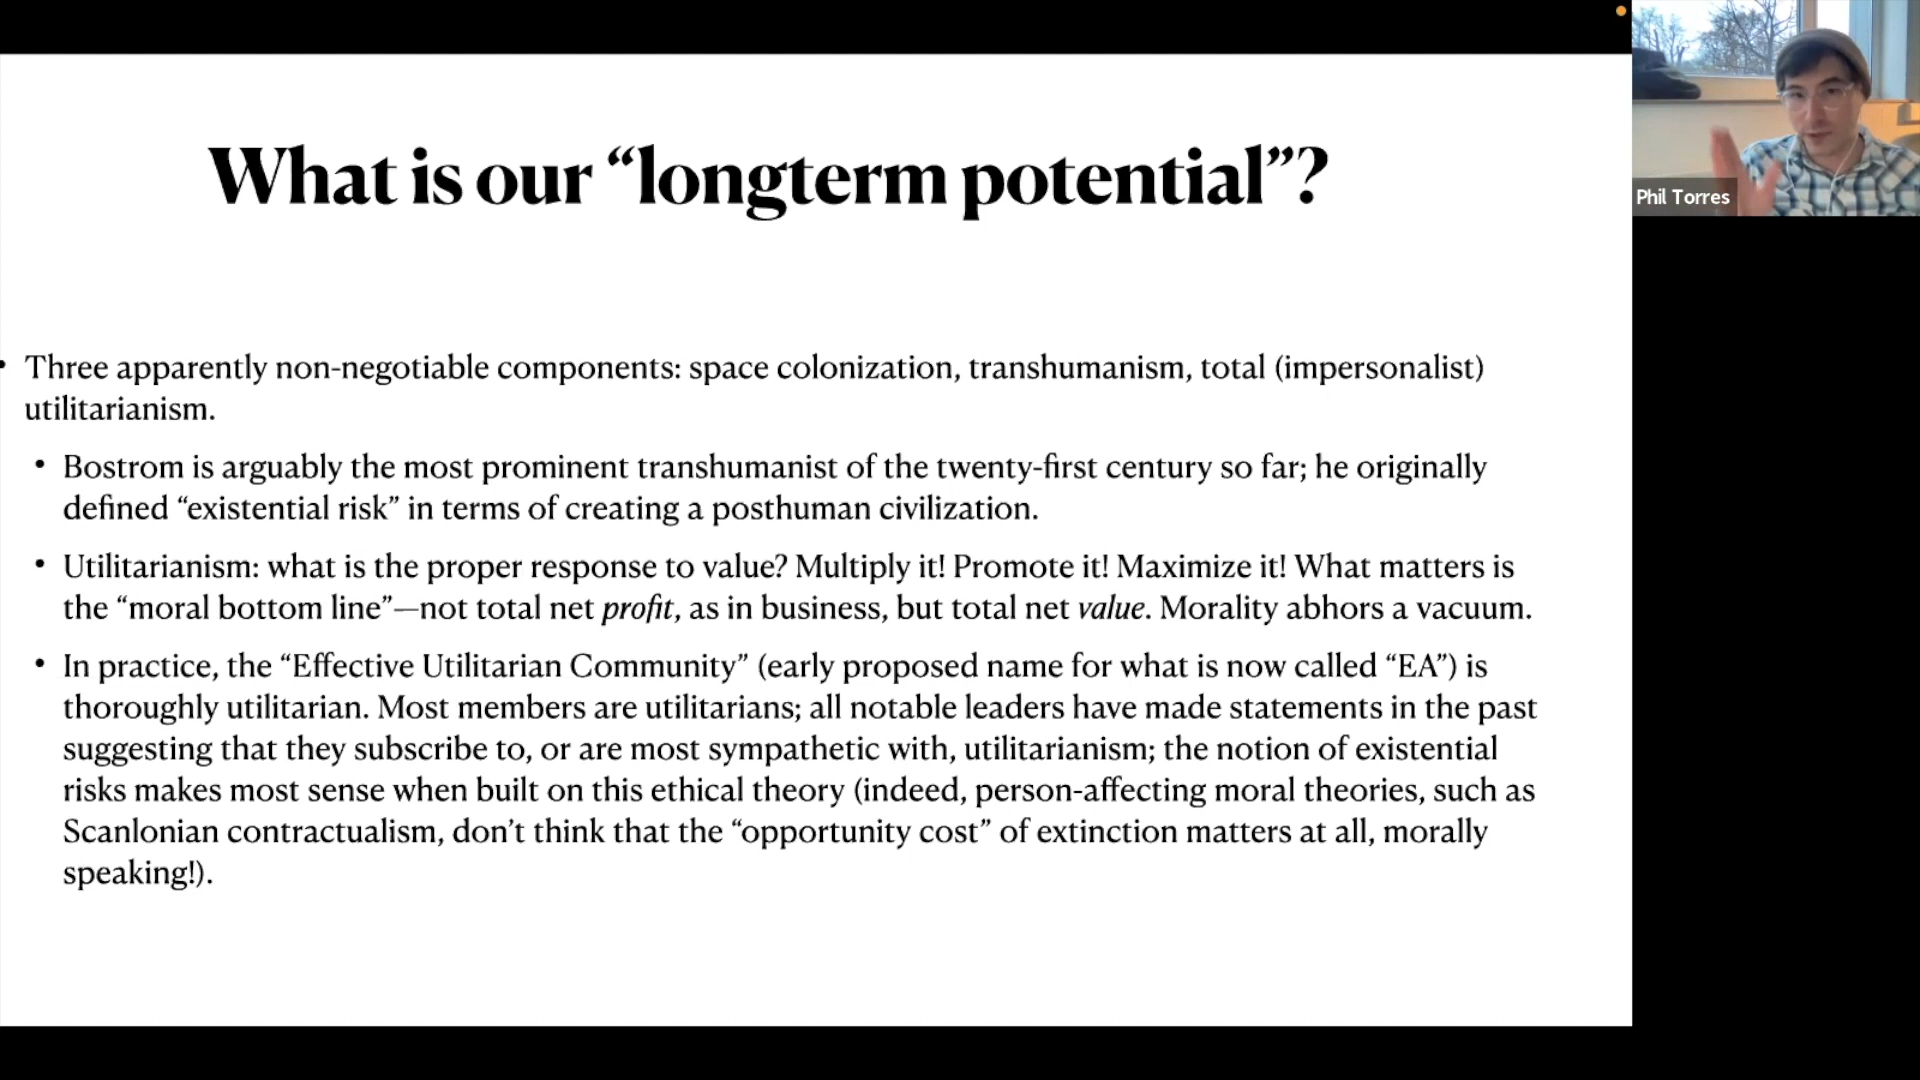 What is our “longterm potential”?
Phil Torres
• Three apparently non-negotiable components: space colonization, transhumanism, total (impersonalist)
utilitarianism.
• Bostrom is arguably the most prominent transhumanist of the twenty-first century so far; he originally
defined “existential risk” in terms of creating a posthuman civilization.
• Utilitarianism: what is the proper response to value? Multiply it! Promote it! Maximize it! What matters is
the “moral bottom line”—not total net profit, as in business, but total net value. Morality abhors a vacuum.
• In practice, the “Effective Utilitarian Community” (early proposed name for what is now called “EA”) is
thoroughly utilitarian. Most members are utilitarians; all notable leaders have made statements in the past
suggesting that they subscribe to, or are most sympathetic with, utilitarianism; the notion of existential
risks makes most sense when built on this ethical theory (indeed, person-affecting moral theories, such as
Scanlonian contractualism, don’t think that the “opportunity cost” of extinction matters at all, morally
speaking!).